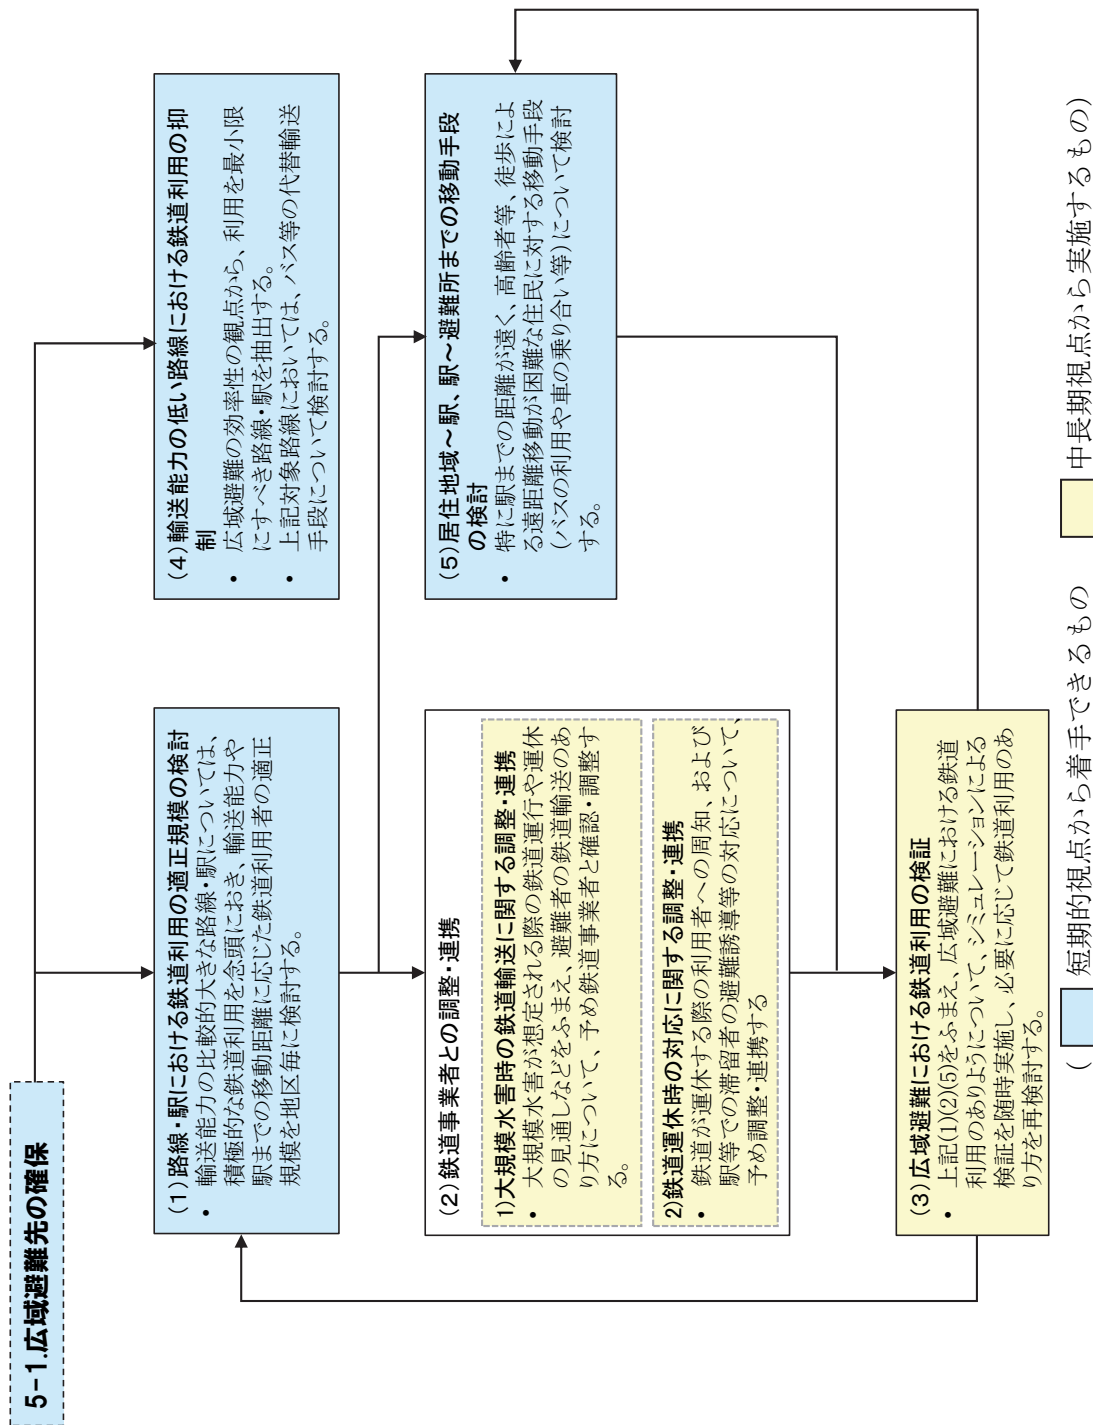 5-1.広域避難先の確保
(1)路線・駅における鉄道利用の適正規模の検討
• 輸送能力の比較的大きな路線・駅については、
積極的な鉄道利用を念頭におき、輸送能力や
駅までの移動距離に応じた鉄道利用者の適正
規模を地区毎に検討する。
(4)輸送能力の低い路線における鉄道利用の抑
制
• 広域避難の効率性の観点から、利用を最小限
にすべき路線・駅を抽出する。
• 上記対象路線においては、バス等の代替輸送
手段について検討する。
(2)鉄道事業者との調整・連携
1)大規模水害時の鉄道輸送に関する調整・連携
• 大規模水害が想定される際の鉄道運行や運休
の見通しなどをふまえ、避難者の鉄道輸送のあ
り方について、予め鉄道事業者と確認・調整す
る。
2)鉄道運休時の対応に関する調整・連携
• 鉄道が運休する際の利用者への周知、および
駅等での滞留者の避難誘導等の対応について、
予め調整・連携する
(5)居住地域～駅、駅～避難所までの移動手段
の検討
• 特に駅までの距離が遠く、高齢者等、徒歩によ
る遠距離移動が困難な住民に対する移動手段
(バスの利用や車の乗り合い等)について検討
する。
(3)広域避難における鉄道利用の検証
• 上記(1)(2)(5)をふまえ、広域避難における鉄道
利用のありようについて、シミュレーションによる
検証を随時実施し、必要に応じて鉄道利用のあ
り方を再検討する。
( 短期的視点から着手できるもの 中長期視点から実施するもの)